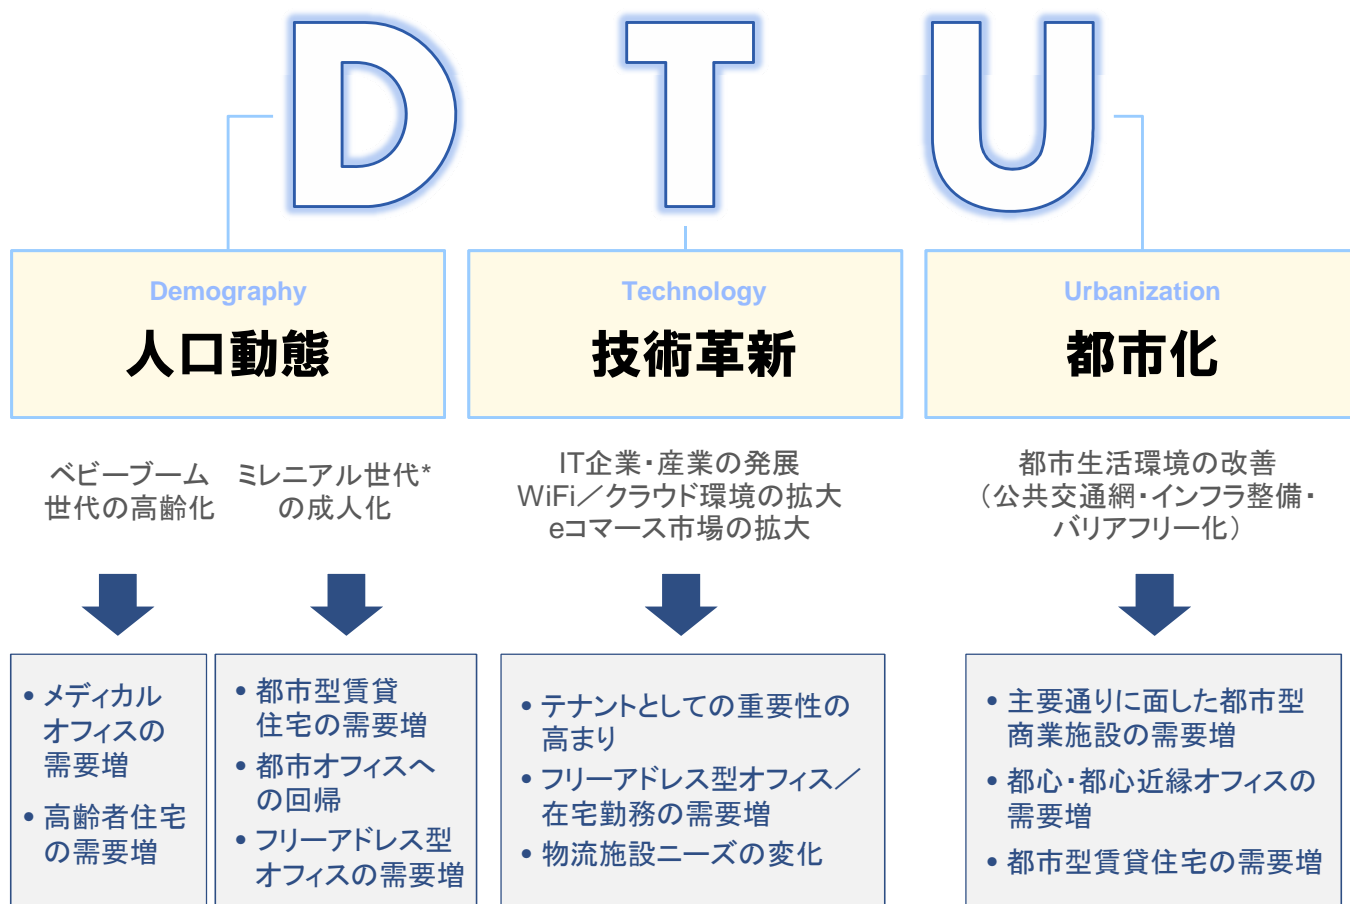 D T U
Demography
人口動態
Technology
技術革新
Urbanization
都市化
ベビーブーム
世代の高齢化
ミレニアル世代*
の成人化
IT企業・産業の発展
WiFi／クラウド環境の拡大
eコマース市場の拡大
都市生活環境の改善
（公共交通網・インフラ整備・
バリアフリー化）
• メディカル
オフィスの
需要増
• 高齢者住宅
の需要増
• 都市型賃貸
住宅の需要増
• 都市オフィスへ
の回帰
• フリーアドレス型
オフィスの需要増
• テナントとしての重要性の
高まり
• フリーアドレス型オフィス／
在宅勤務の需要増
• 物流施設ニーズの変化
• 主要通りに面した都市型
商業施設の需要増
• 都心・都心近縁オフィスの
需要増
• 都市型賃貸住宅の需要増